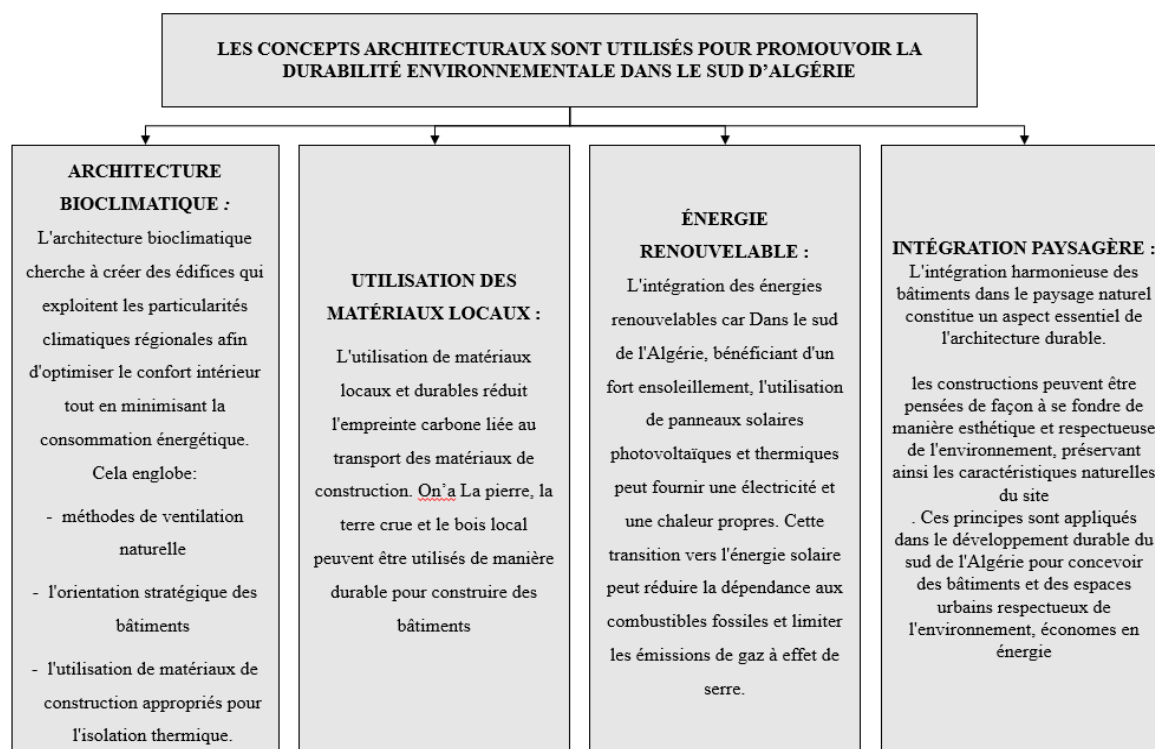 LES CONCEPTS ARCHITECTURAUX SONT UTILISÉS POUR PROMOUVOIR LA
DURABILITÉ ENVIRONNEMENTALE DANS LE SUD D’ALGÉRIE
ARCHITECTURE
BIOCLIMATIQUE :
L'architecture bioclimatique
cherche à créer des édifices qui
exploitent les particularités
climatiques régionales afin
d'optimiser le confort intérieur
tout en minimisant la
consommation énergétique.
Cela englobe:
- méthodes de ventilation
naturelle
- l'orientation stratégique des
bâtiments
- l'utilisation de matériaux de
construction appropriés pour
l'isolation thermique.
UTILISATION DES
MATÉRIAUX LOCAUX :
L'utilisation de matériaux
locaux et durables réduit
l'empreinte carbone liée au
transport des matériaux de
construction. On’a La pierre, la
terre crue et le bois local
peuvent être utilisés de manière
durable pour construire des
bâtiments
ÉNERGIE
RENOUVELABLE :
L'intégration des énergies
renouvelables car Dans le sud
de l'Algérie, bénéficiant d'un
fort ensoleillement, l'utilisation
de panneaux solaires
photovoltaïques et thermiques
peut fournir une électricité et
une chaleur propres. Cette
transition vers l'énergie solaire
peut réduire la dépendance aux
combustibles fossiles et limiter
les émissions de gaz à effet de
serre.
INTÉGRATION PAYSAGÈRE :
L'intégration harmonieuse des
bâtiments dans le paysage naturel
constitue un aspect essentiel de
l'architecture durable.
les constructions peuvent être
pensées de façon à se fondre de
manière esthétique et respectueuse
de l'environnement, préservant
ainsi les caractéristiques naturelles
du site
. Ces principes sont appliqués
dans le développement durable du
sud de l'Algérie pour concevoir
des bâtiments et des espaces
urbains respectueux de
l'environnement, économes en
énergie